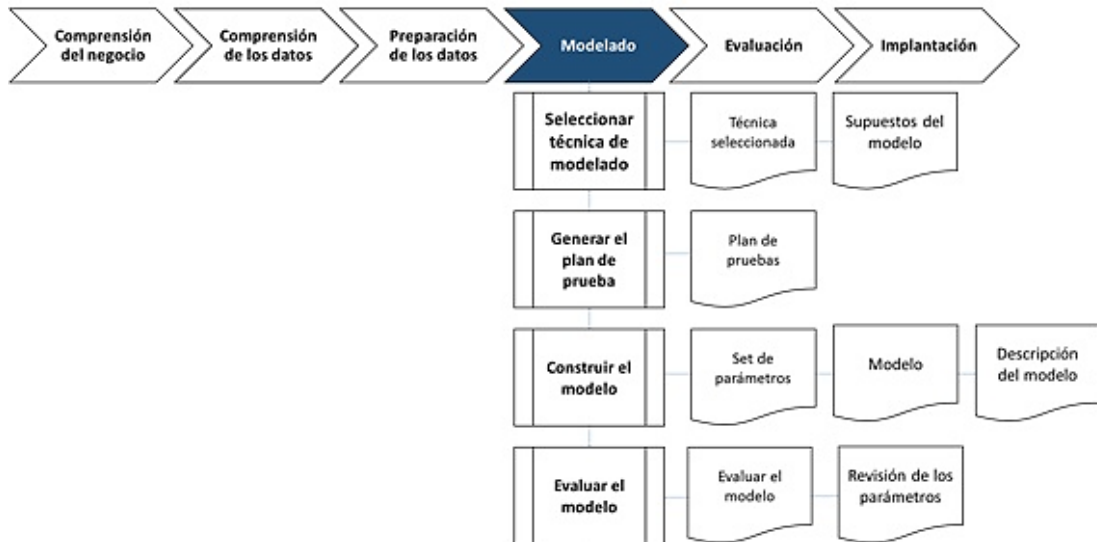 Comprensión
del negocio
Comprensión
de los datos
Preparación
de los datos
Modelado
Evaluación
Implantación
Seleccionar
técnica de
modelado
Técnica
seleccionada
Supuestos del
modelo
Generar el
plan de
prueba
Plan de
pruebas
Construir el
modelo
Set de
parámetros
Modelo
Descripción
del modelo
Evaluar el
modelo
Evaluar el
modelo
Revisión de los
parámetros